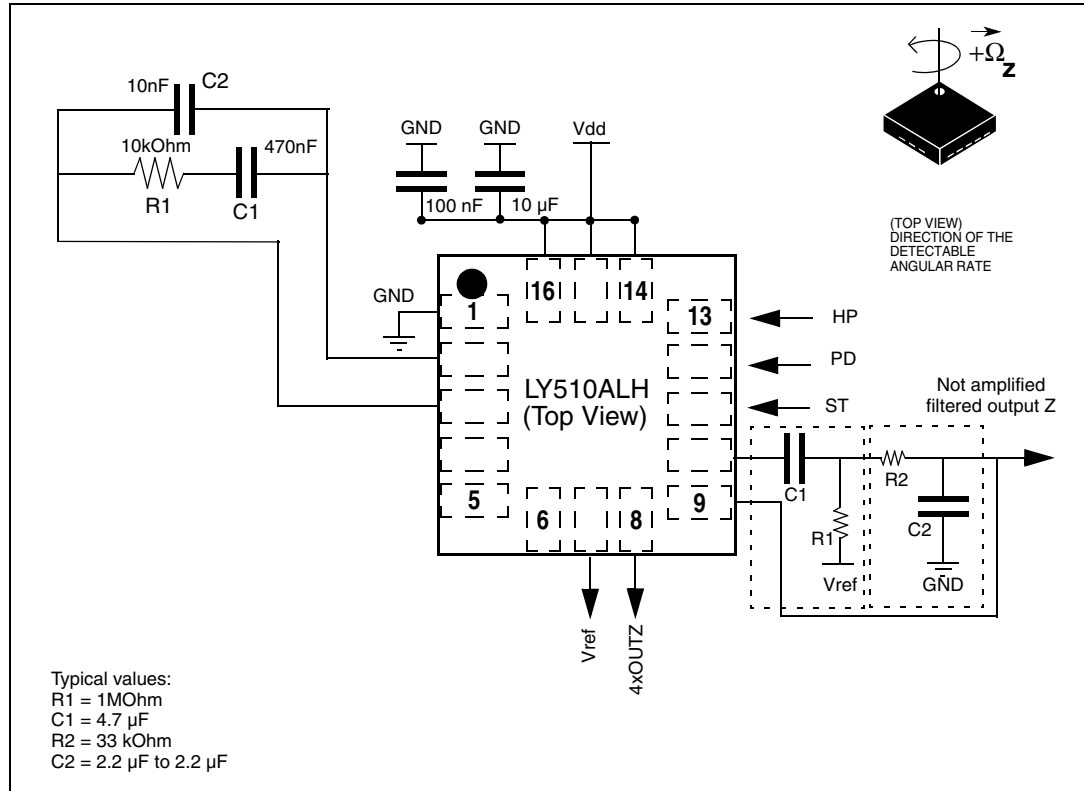 10nF
C2
10kOhm
470nF
R1
C1
GND
GND
Vdd
100 nF
10 µF
+Ω
Z
(TOP VIEW)
DIRECTION OF THE
DETECTABLE
ANGULAR RATE
GND
1
16
14
13
HP
PD
ST
LY510ALH
(Top View)
Not amplified
filtered output Z
5
6
8
9
C1
R2
R1
C2
Vref
GND
Vref
4xOUTZ
Typical values:
R1 = 1MOhm
C1 = 4.7 µF
R2 = 33 kOhm
C2 = 2.2 µF to 2.2 µF